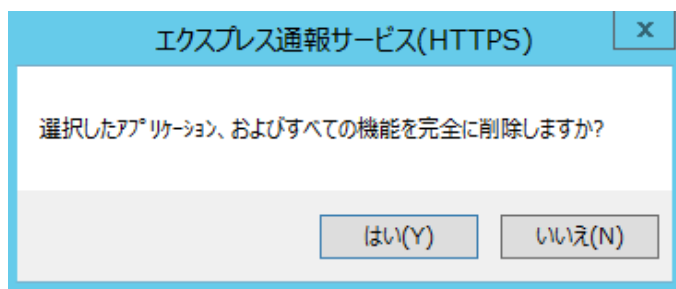 エクスプレス通報サービス(HTTPS)
x
選択したｱﾌﾟﾘｹｰｼｮﾝ、およびすべての機能を完全に削除しますか?
はい(Y)
いいえ(N)